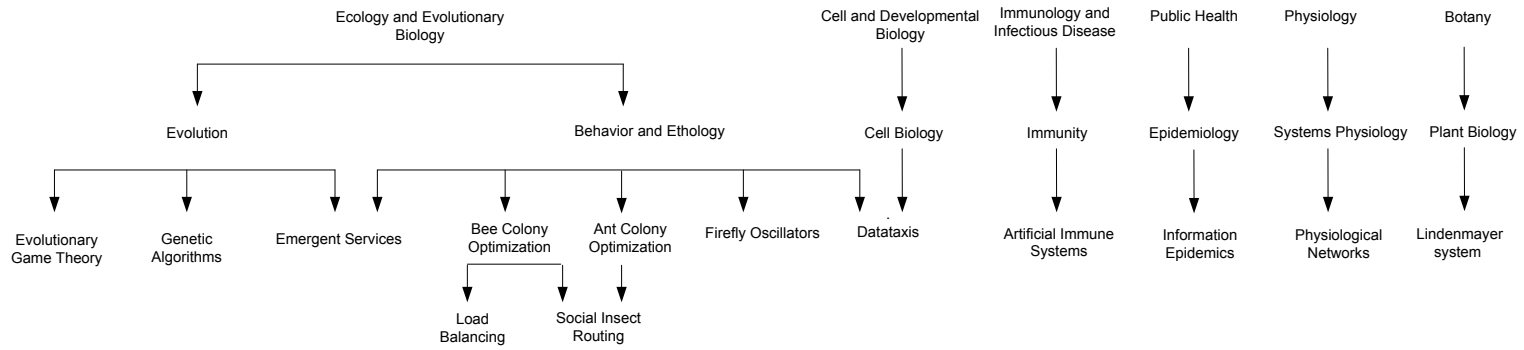 Ecology and Evolutionary
Biology
Cell and Developmental
Biology
Immunology and
Infectious Disease
Public Health
Physiology
Botany
Evolution
Behavior and Ethology
Cell Biology
Immunity
Epidemiology
Systems Physiology
Plant Biology
Evolutionary
Game Theory
Genetic
Algorithms
Emergent Services
Bee Colony
Optimization
Ant Colony
Optimization
Firefly Oscillators
Datataxis
Artificial Immune
Systems
Information
Epidemics
Physiological
Networks
Lindenmayer
system
Load
Balancing
Social Insect
Routing